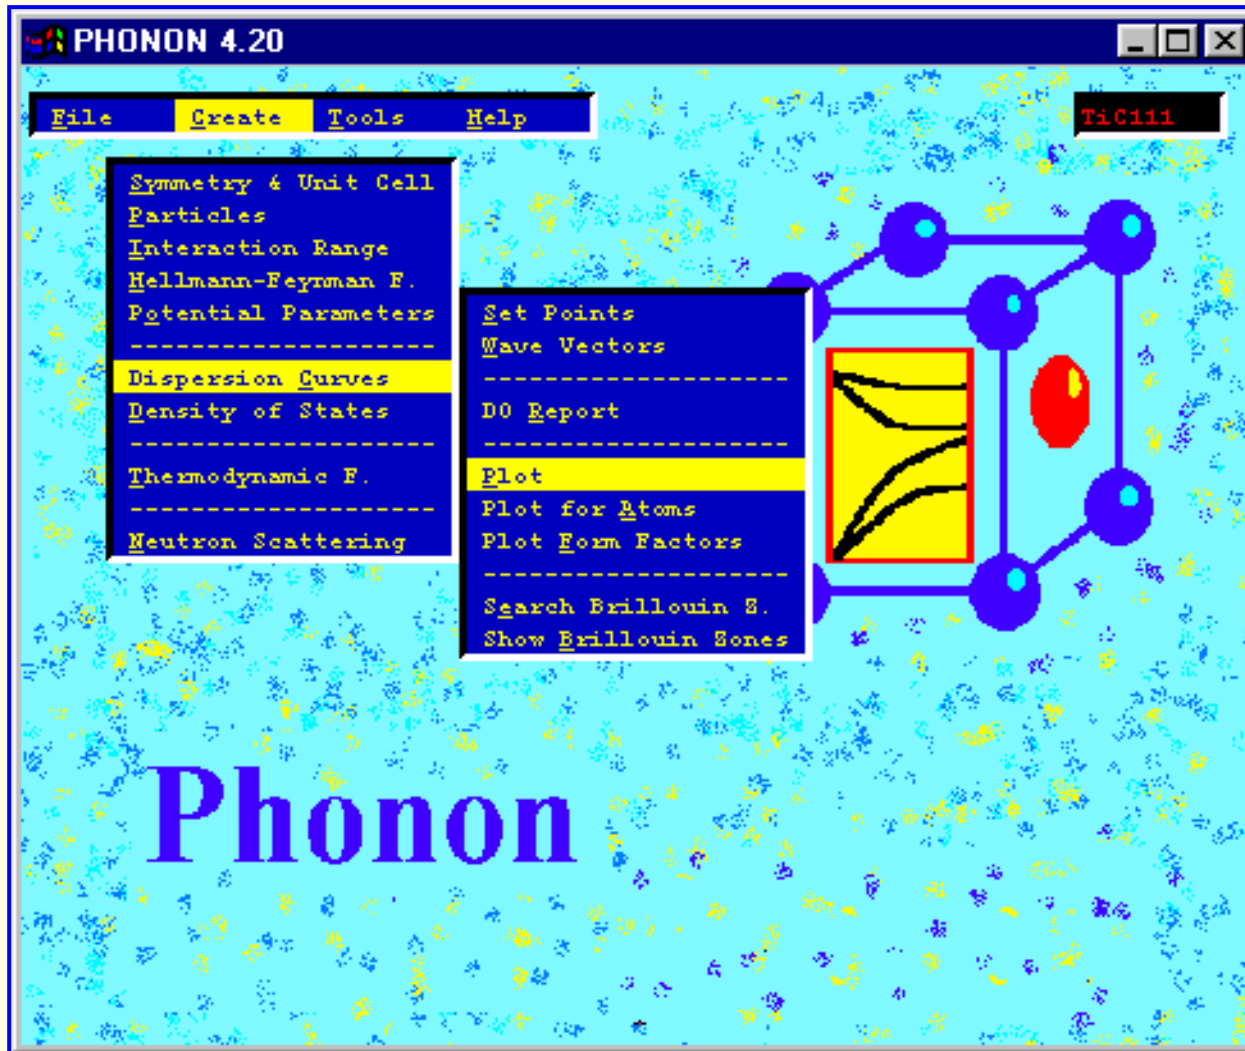 PHONON 4.20
File Create Tools Help
TiC111
Symmetry & Unit Cell
Particles
Interaction Range
Hellmann-Feynman F.
Potential Parameters
--------------------
Dispersion Curves
Density of States
--------------------
Thermodynamic F.
--------------------
Neutron Scattering
Set Points
Wave Vectors
--------------------
DO Report
--------------------
Plot
Plot for Atoms
Plot Form Factors
--------------------
Search Brillouin Z.
Show Brillouin Zones
Phonon